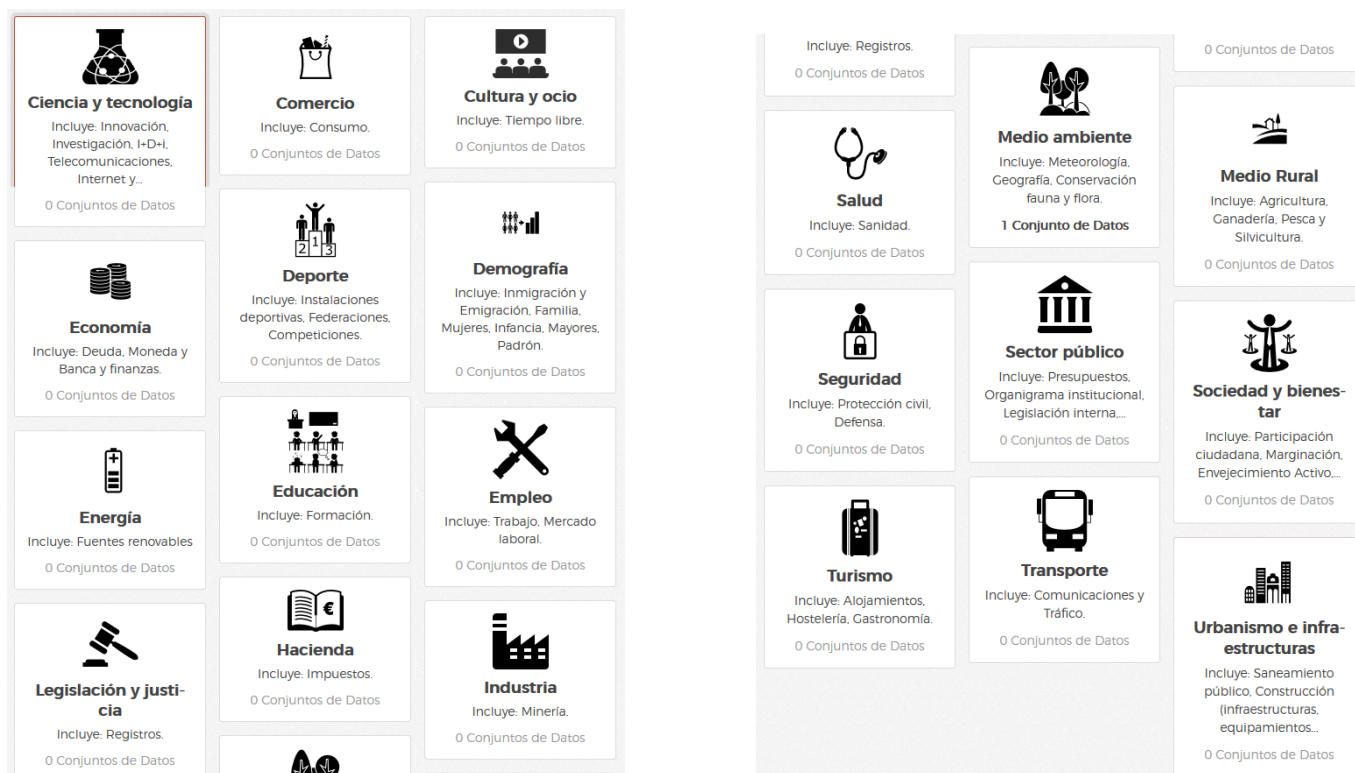 Ciencia y tecnología
Incluye: Innovación,
Investigación, I+D+i,
Telecomunicaciones,
Internet y...
0 Conjuntos de Datos
Economía
Incluye: Deuda, Moneda y
Banca y finanzas.
0 Conjuntos de Datos
Energía
Incluye: Fuentes renovables
0 Conjuntos de Datos
Legislación y justi-
cia
Incluye: Registros.
0 Conjuntos de Datos
Comercio
Incluye: Consumo.
0 Conjuntos de Datos
2 1 3
Deporte
Incluye: Instalaciones
deportivas, Federaciones,
Competiciones.
0 Conjuntos de Datos
Educación
Incluye: Formación.
0 Conjuntos de Datos
€
Hacienda
Incluye: Impuestos.
0 Conjuntos de Datos
Cultura y ocio
Incluye: Tiempo libre.
0 Conjuntos de Datos
Demografía
Incluye: Inmigración y
Emigración, Familia,
Mujeres, Infancia, Mayores,
Padrón.
0 Conjuntos de Datos
Empleo
Incluye: Trabajo, Mercado
laboral.
0 Conjuntos de Datos
Industria
Incluye: Minería.
0 Conjuntos de Datos
Incluye: Registros.
0 Conjuntos de Datos
Salud
Incluye: Sanidad.
0 Conjuntos de Datos
Seguridad
Incluye: Protección civil,
Defensa.
0 Conjuntos de Datos
Turismo
Incluye: Alojamientos,
Hostelería, Gastronomía.
0 Conjuntos de Datos
Medio ambiente
Incluye: Meteorología,
Geografía, Conservación
fauna y flora.
1 Conjunto de Datos
Sector público
Incluye: Presupuestos,
Organigrama institucional,
Legislación interna,...
0 Conjuntos de Datos
Transporte
Incluye: Comunicaciones y
Tráfico.
0 Conjuntos de Datos
0 Conjuntos de Datos
Medio Rural
Incluye: Agricultura,
Ganadería, Pesca y
Silvicultura.
0 Conjuntos de Datos
Sociedad y bienes-
tar
Incluye: Participación
ciudadana, Marginación,
Envejecimiento Activo,...
0 Conjuntos de Datos
Urbanismo e infra-
estructuras
Incluye: Saneamiento
público, Construcción
(infraestructuras,
equipamientos...
0 Conjuntos de Datos